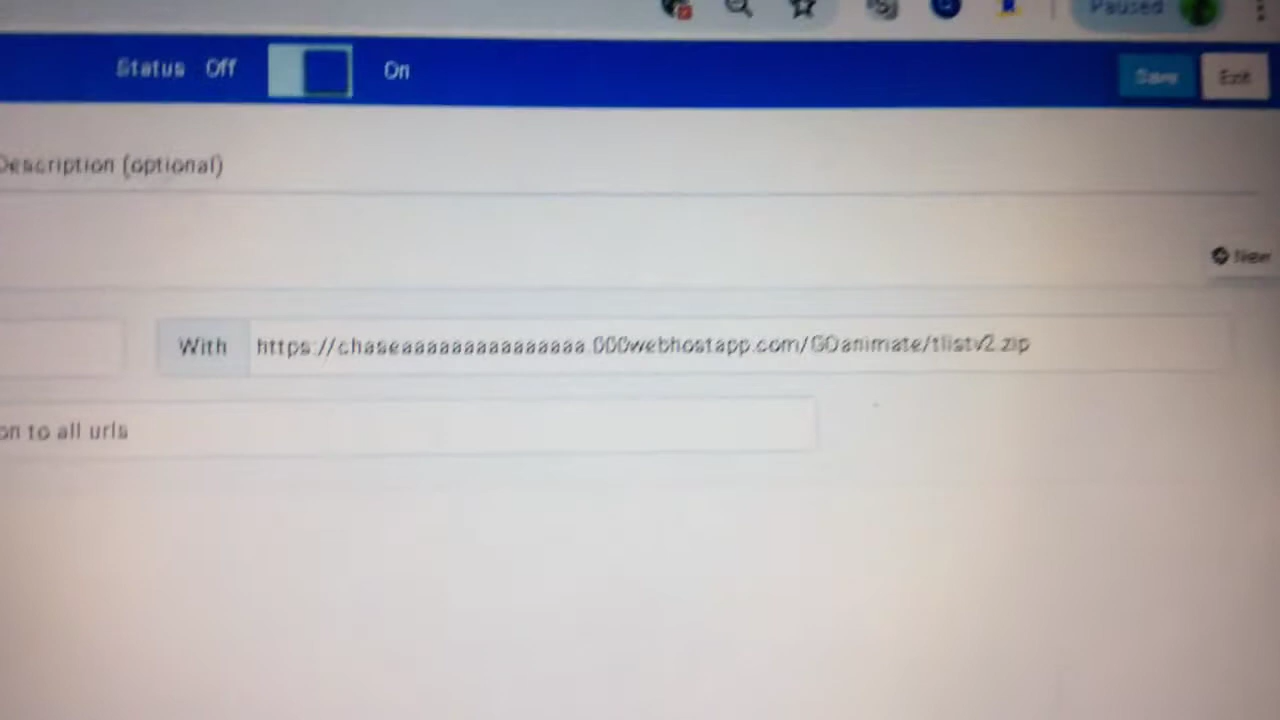 Paused
Status Off On Save Exit
Description (optional)
New
With https://chaseaaaaaaaaaaaaaaa.000webhostapp.com/GOanimate/tlistv2.zip
on to all urls